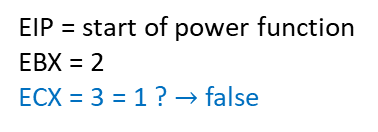 EIP = start of power function
EBX = 2
ECX = 3 = 1 ? → false